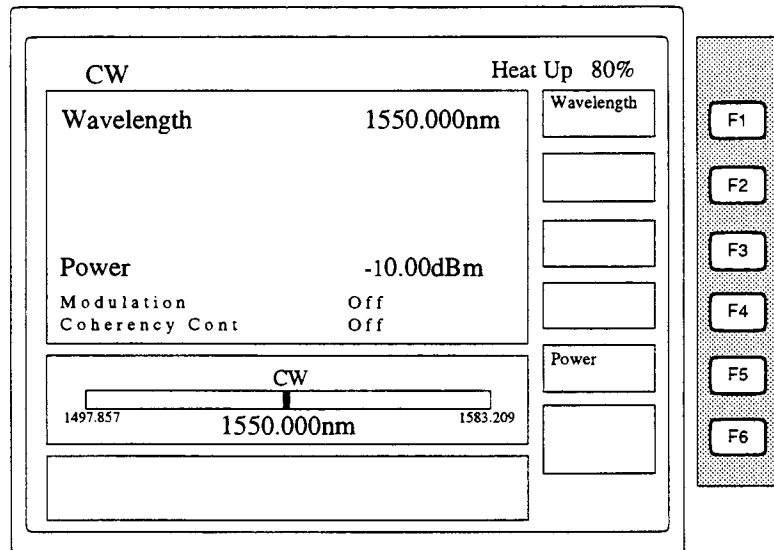 CW Heat Up 80%
Wavelength 1550.000nm
Power -10.00dBm
Modulation Off
Coherency Cont Off
CW
1497.857 1550.000nm 1583.209
Wavelength
Power
F1
F2
F3
F4
F5
F6